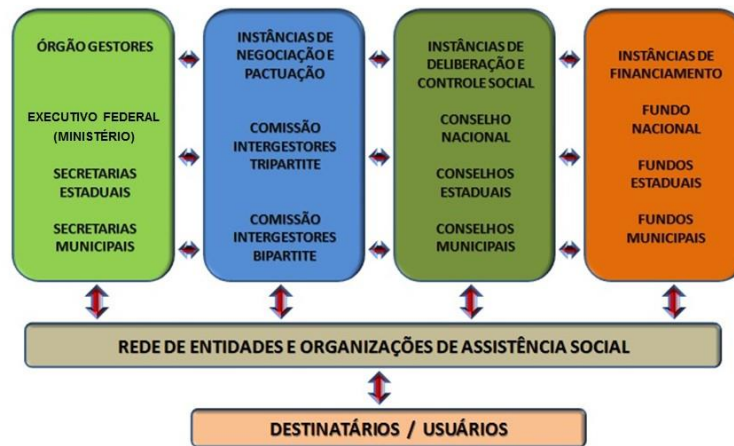 ÓRGÃO GESTORES
EXECUTIVO FEDERAL
(MINISTÉRIO)
SECRETARIAS
ESTADUAIS
SECRETARIAS
MUNICIPAIS
INSTÂNCIAS DE
NEGOCIAÇÃO E
PACTUAÇÃO
COMISSÃO
INTERGESTORES
TRIPARTITE
COMISSÃO
INTERGESTORES
BIPARTITE
INSTÂNCIAS DE
DELIBERAÇÃO E
CONTROLE SOCIAL
CONSELHO
NACIONAL
CONSELHOS
ESTADUAIS
CONSELHOS
MUNICIPAIS
INSTÂNCIAS DE
FINANCIAMENTO
FUNDO
NACIONAL
FUNDOS
ESTADUAIS
FUNDOS
MUNICIPAIS
REDE DE ENTIDADES E ORGANIZAÇÕES DE ASSISTÊNCIA SOCIAL
DESTINATÁRIOS / USUÁRIOS